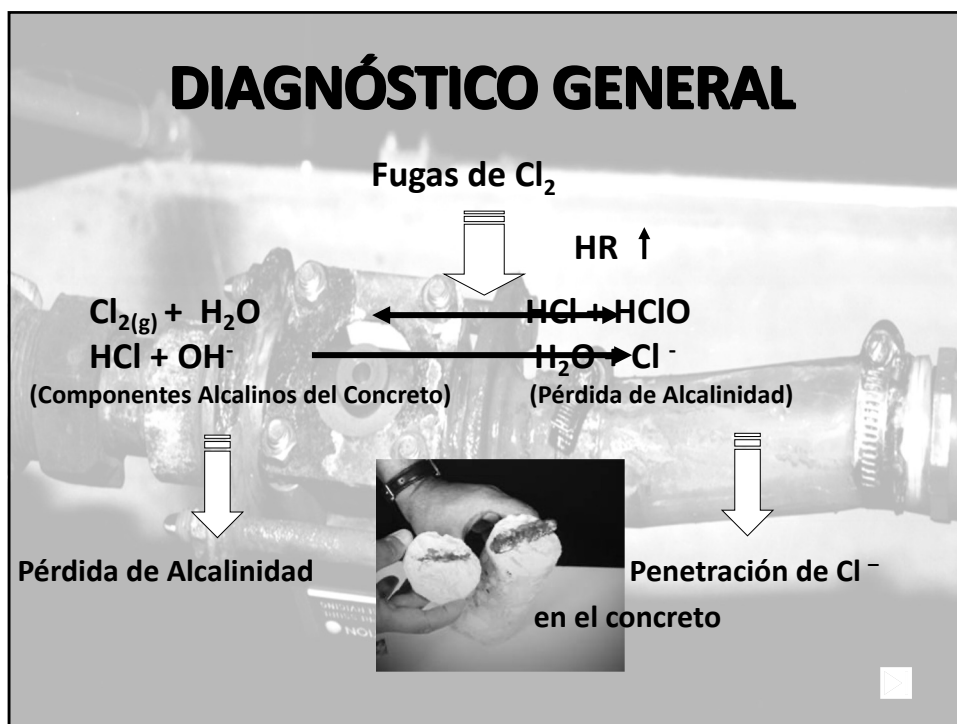 DIAGNÓSTICO GENERAL
Fugas de Cl₂
HR ↑
Cl₂(g) + H₂O ↔ HCl + HClO
HCl + OH⁻ → H₂O + Cl ⁻
(Componentes Alcalinos del Concreto) (Pérdida de Alcalinidad)
Pérdida de Alcalinidad
Penetración de Cl ⁻
en el concreto